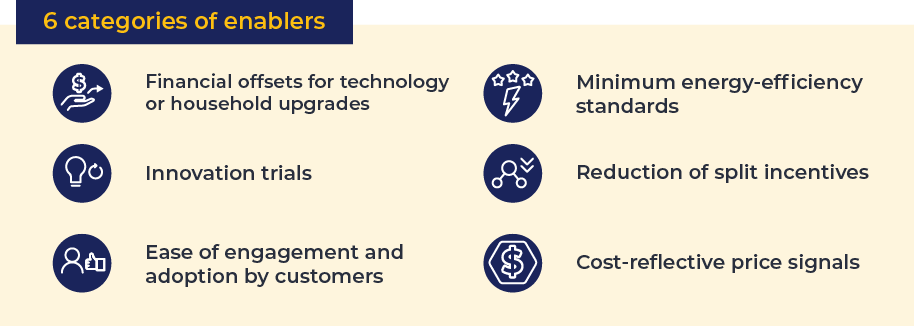 6 categories of enablers
Financial offsets for technology
or household upgrades
Innovation trials
Ease of engagement and
adoption by customers
Minimum energy-efficiency
standards
Reduction of split incentives
Cost-reflective price signals